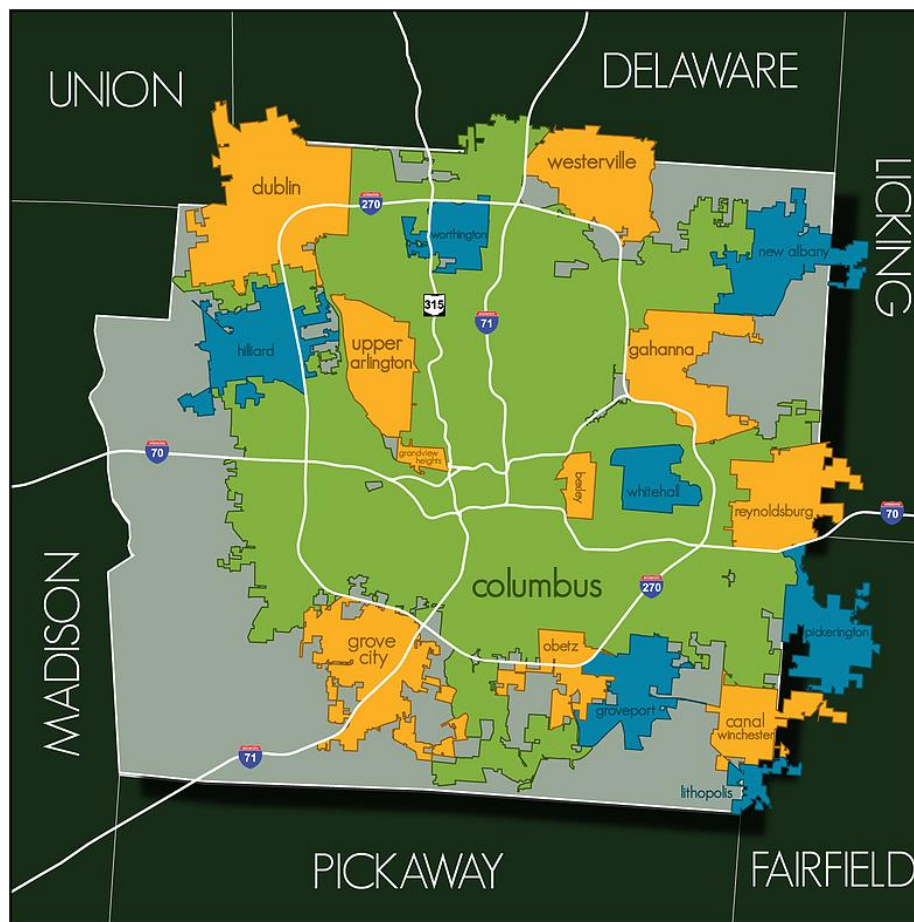 UNION
DELAWARE
LICKING
dublin
westerville
270
worthington
new albany
315
71
hilliard
upper
arlington
gahanna
grandview
heights
70
bexley
whitehall
reynoldsburg
70
columbus
270
MADISON
grove
city
obetz
pickerington
groveport
canal
winchester
71
lithopolis
PICKAWAY
FAIRFIELD